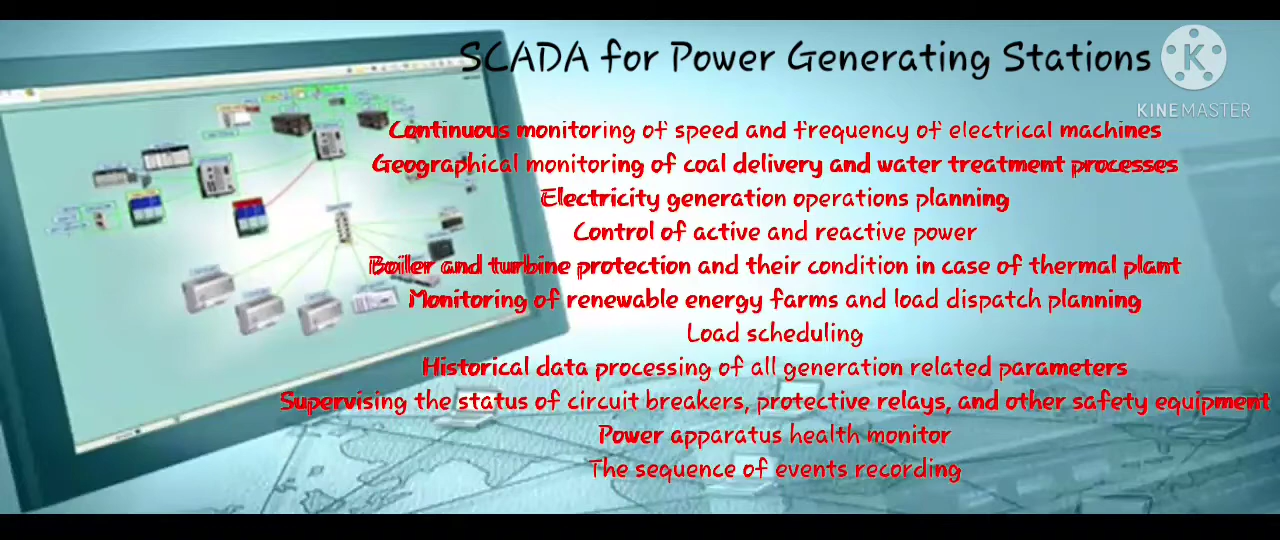 SCADA for Power Generating Stations
K
KINEMASTER
Continuous monitoring of speed and frequency of electrical machines
Geographical monitoring of coal delivery and water treatment processes
Electricity generation operations planning
Control of active and reactive power
Boiler and turbine protection and their condition in case of thermal plant
Monitoring of renewable energy farms and load dispatch planning
Load scheduling
Historical data processing of all generation related parameters
Supervising the status of circuit breakers, protective relays, and other safety equipment
Power apparatus health monitor
The sequence of events recording